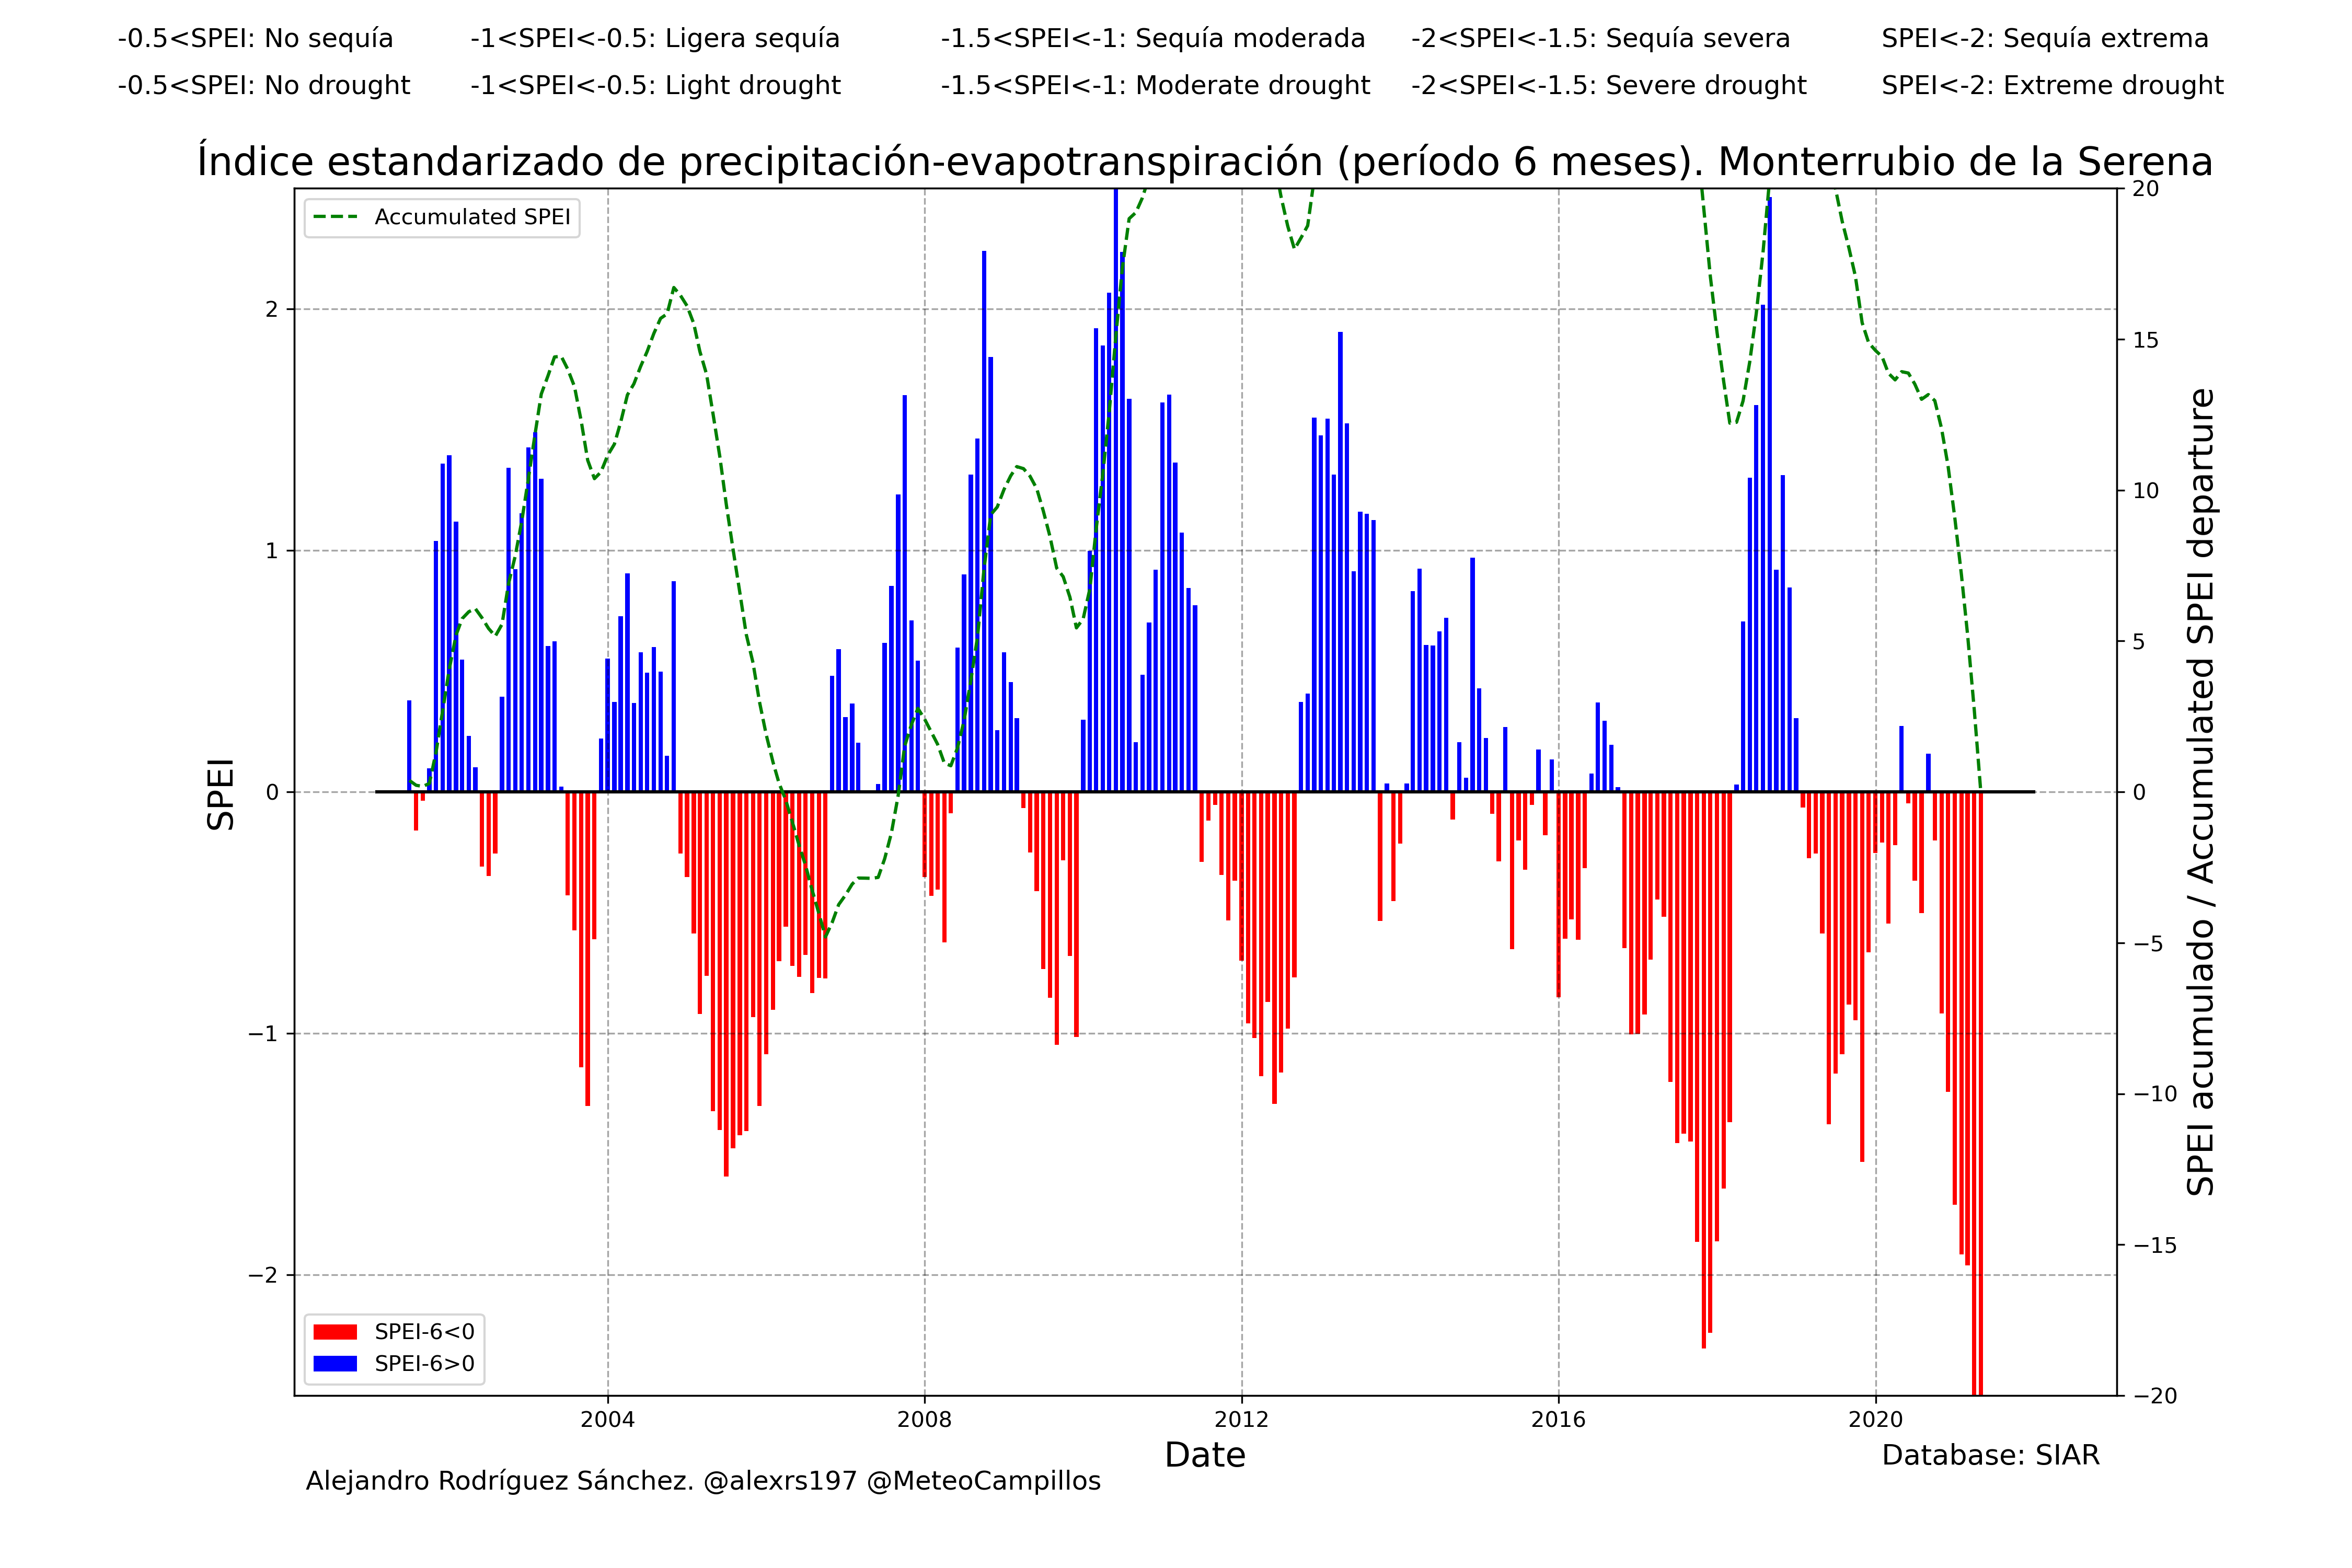 -0.5<SPEI: No sequía -1<SPEI<-0.5: Ligera sequía -1.5<SPEI<-1: Sequía moderada -2<SPEI<-1.5: Sequía severa SPEI<-2: Sequía extrema
-0.5<SPEI: No drought -1<SPEI<-0.5: Light drought -1.5<SPEI<-1: Moderate drought -2<SPEI<-1.5: Severe drought SPEI<-2: Extreme drought
Índice estandarizado de precipitación-evapotranspiración (período 6 meses). Monterrubio de la Serena
Accumulated SPEI
SPEI
2
1
0
−1
−2
20
15
10
5
0
−5
−10
−15
−20
SPEI acumulado / Accumulated SPEI departure
SPEI-6<0
SPEI-6>0
2004 2008 2012 2016 2020
Date
Database: SIAR
Alejandro Rodríguez Sánchez. @alexrs197 @MeteoCampillos